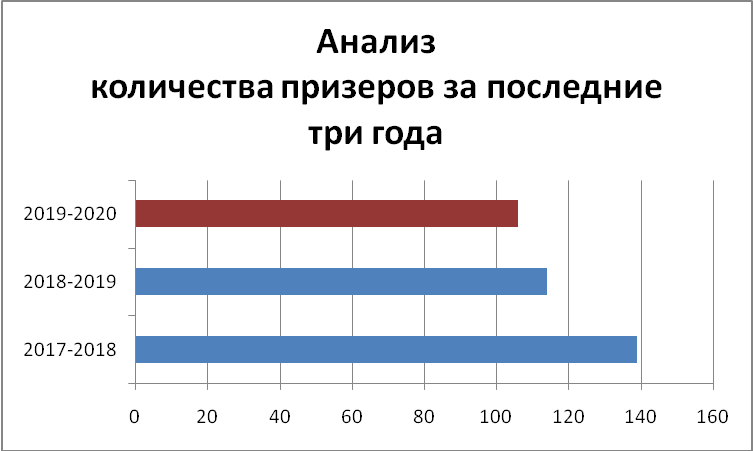 Анализ
количества призеров за последние
три года
2019-2020
2018-2019
2017-2018
0 20 40 60 80 100 120 140 160